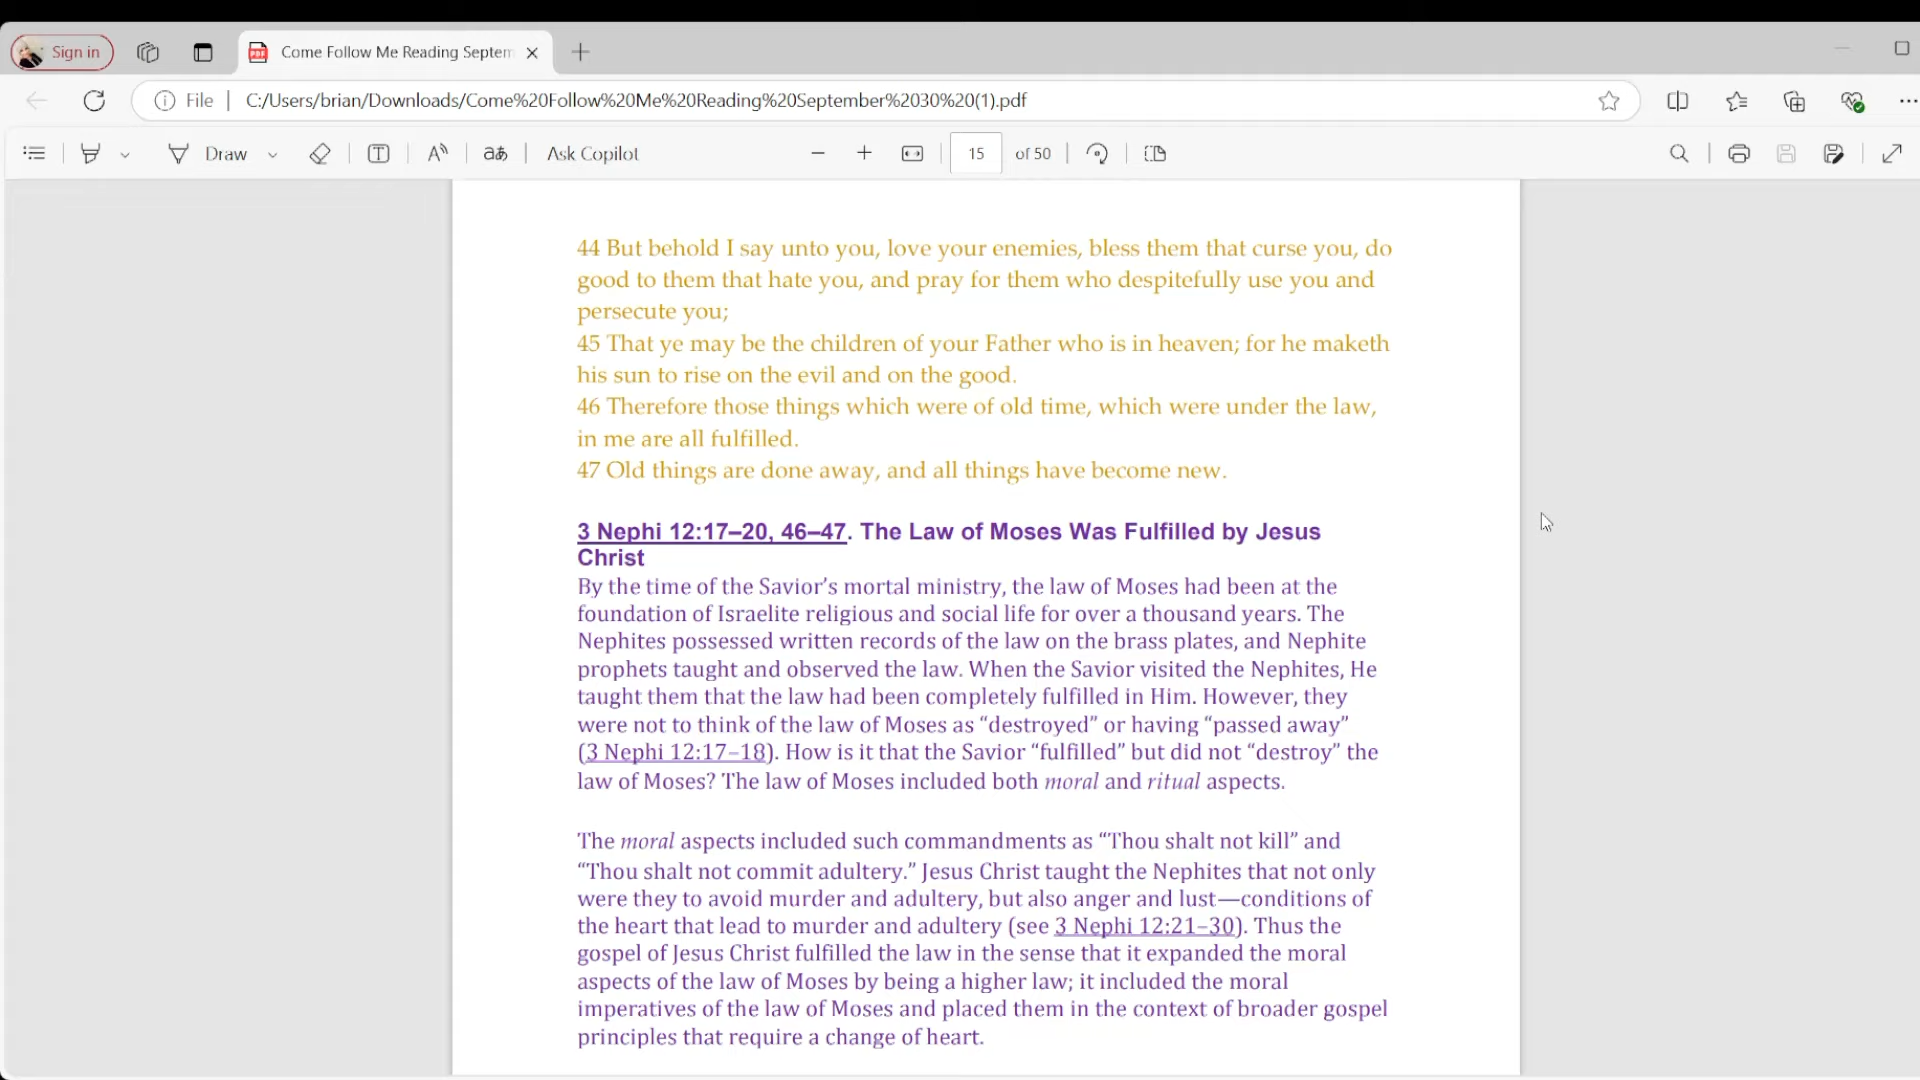 Sign in
Come Follow Me Reading Septem
File
C:/Users/brian/Downloads/Come%20Follow%20Me%20Reading%20September%2030%20(1).pdf
Draw
Ask Copilot
15 of 50
44 But behold I say unto you, love your enemies, bless them that curse you, do
good to them that hate you, and pray for them who despitefully use you and
persecute you;
45 That ye may be the children of your Father who is in heaven; for he maketh
his sun to rise on the evil and on the good.
46 Therefore those things which were of old time, which were under the law,
in me are all fulfilled.
47 Old things are done away, and all things have become new.
3 Nephi 12:17–20, 46–47. The Law of Moses Was Fulfilled by Jesus
Christ
By the time of the Savior’s mortal ministry, the law of Moses had been at the
foundation of Israelite religious and social life for over a thousand years. The
Nephites possessed written records of the law on the brass plates, and Nephite
prophets taught and observed the law. When the Savior visited the Nephites, He
taught them that the law had been completely fulfilled in Him. However, they
were not to think of the law of Moses as “destroyed” or having “passed away”
(3 Nephi 12:17–18). How is it that the Savior “fulfilled” but did not “destroy” the
law of Moses? The law of Moses included both moral and ritual aspects.
The moral aspects included such commandments as “Thou shalt not kill” and
“Thou shalt not commit adultery.” Jesus Christ taught the Nephites that not only
were they to avoid murder and adultery, but also anger and lust—conditions of
the heart that lead to murder and adultery (see 3 Nephi 12:21–30). Thus the
gospel of Jesus Christ fulfilled the law in the sense that it expanded the moral
aspects of the law of Moses by being a higher law; it included the moral
imperatives of the law of Moses and placed them in the context of broader gospel
principles that require a change of heart.